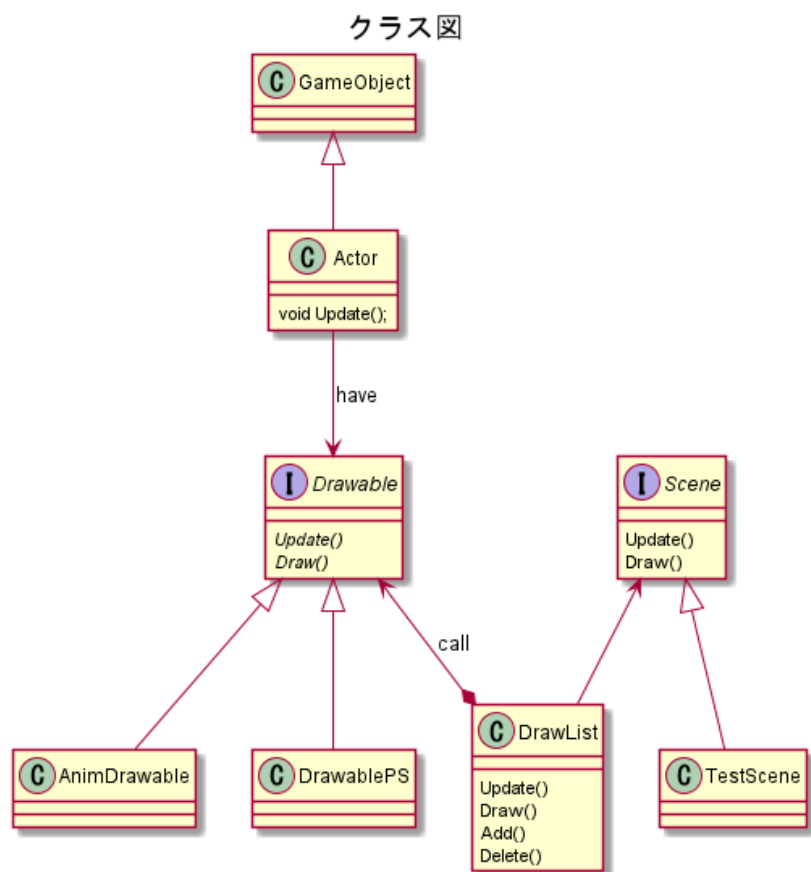 クラス図
C GameObject
C Actor
void Update();
have
I Drawable
Update()
Draw()
I Scene
Update()
Draw()
call
C AnimDrawable
C DrawablePS
C DrawList
Update()
Draw()
Add()
Delete()
C TestScene